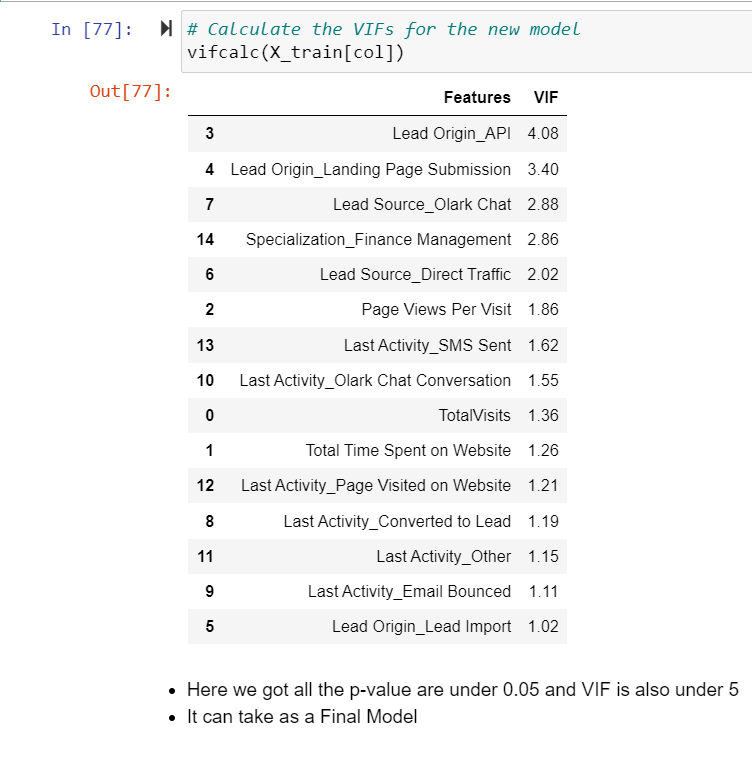 In [77]: # Calculate the VIFs for the new model
vifcalc(X_train[col])
Out[77]:
Features VIF
3 Lead Origin_API 4.08
4 Lead Origin_Landing Page Submission 3.40
7 Lead Source_Olark Chat 2.88
14 Specialization_Finance Management 2.86
6 Lead Source_Direct Traffic 2.02
2 Page Views Per Visit 1.86
13 Last Activity_SMS Sent 1.62
10 Last Activity_Olark Chat Conversation 1.55
0 TotalVisits 1.36
1 Total Time Spent on Website 1.26
12 Last Activity_Page Visited on Website 1.21
8 Last Activity_Converted to Lead 1.19
11 Last Activity_Other 1.15
9 Last Activity_Email Bounced 1.11
5 Lead Origin_Lead Import 1.02
• Here we got all the p-value are under 0.05 and VIF is also under 5
• It can take as a Final Model